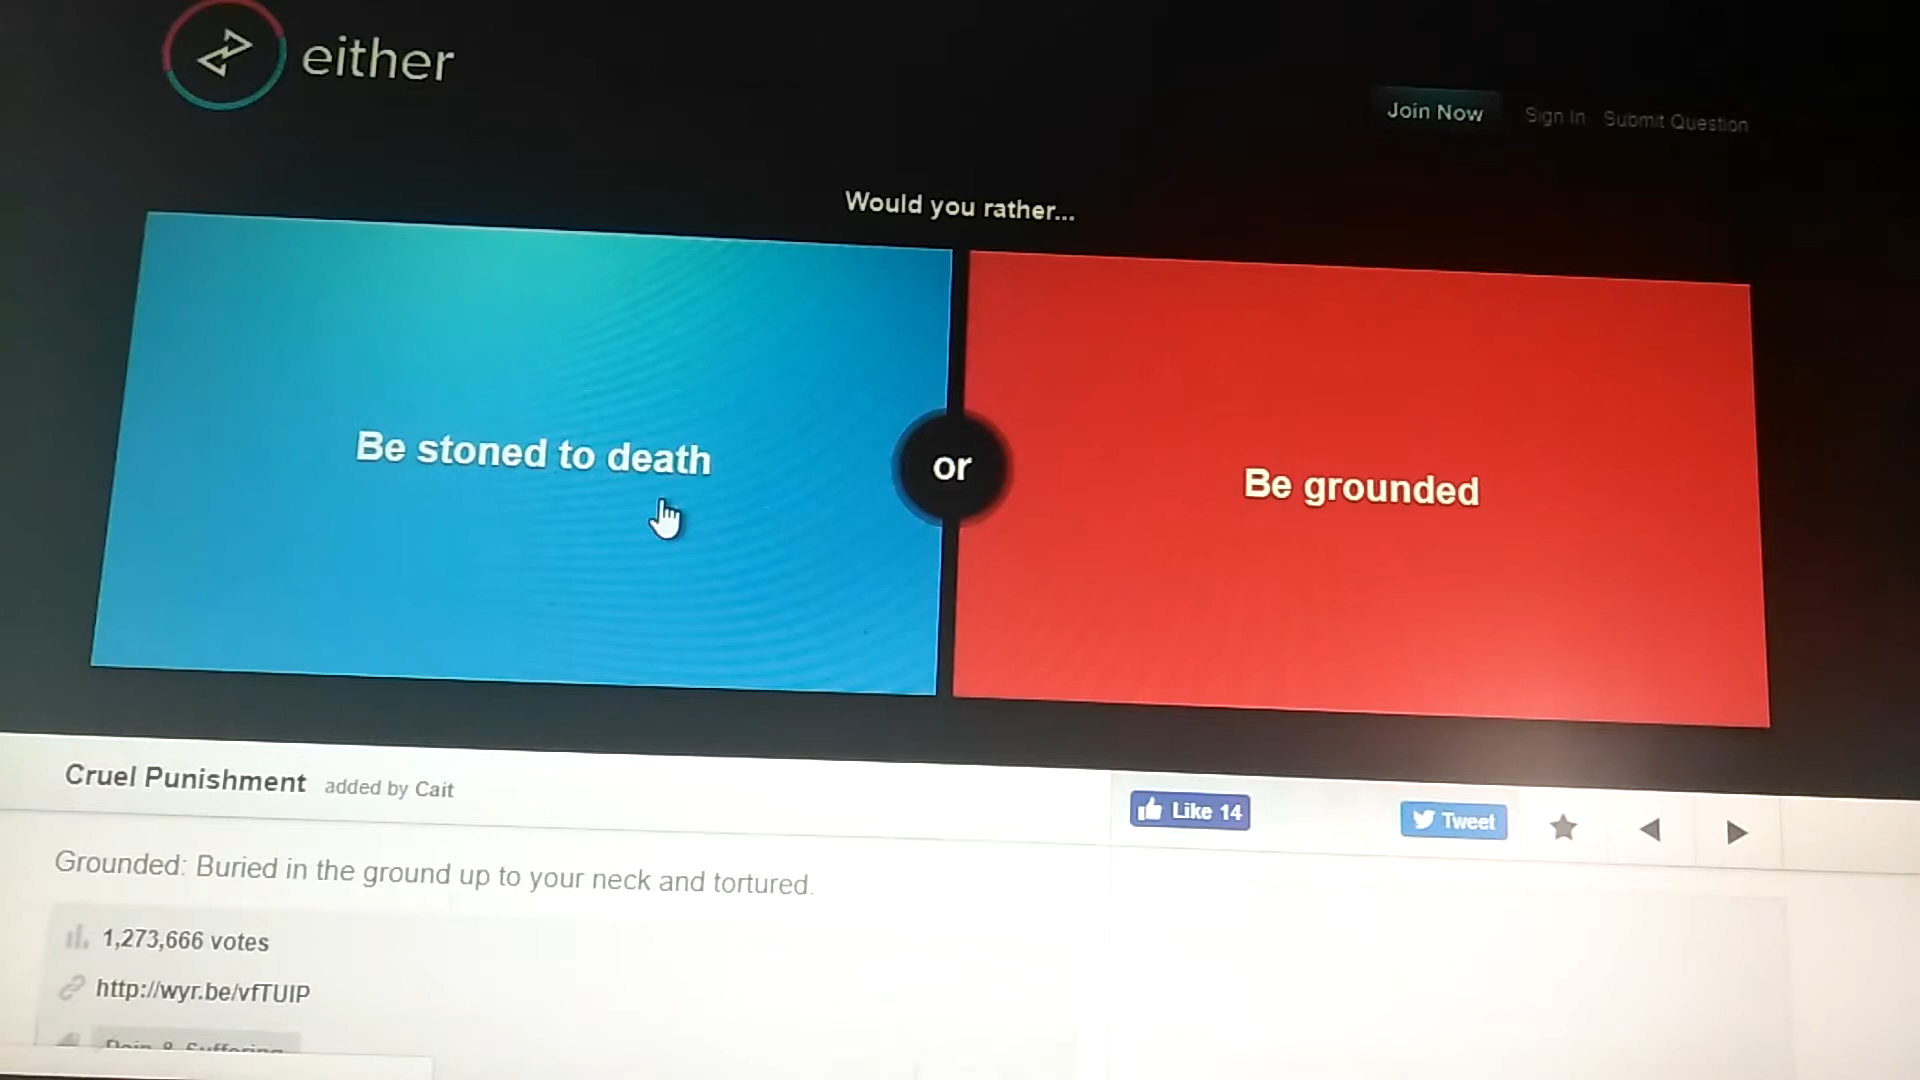 either
Join Now
Sign In
Submit Question
Would you rather...
Be stoned to death
or
Be grounded
Cruel Punishment added by Cait
Like 14
Tweet
Grounded: Buried in the ground up to your neck and tortured.
1,273,666 votes
http://wyr.be/vfTUIP
Pain & Suffering